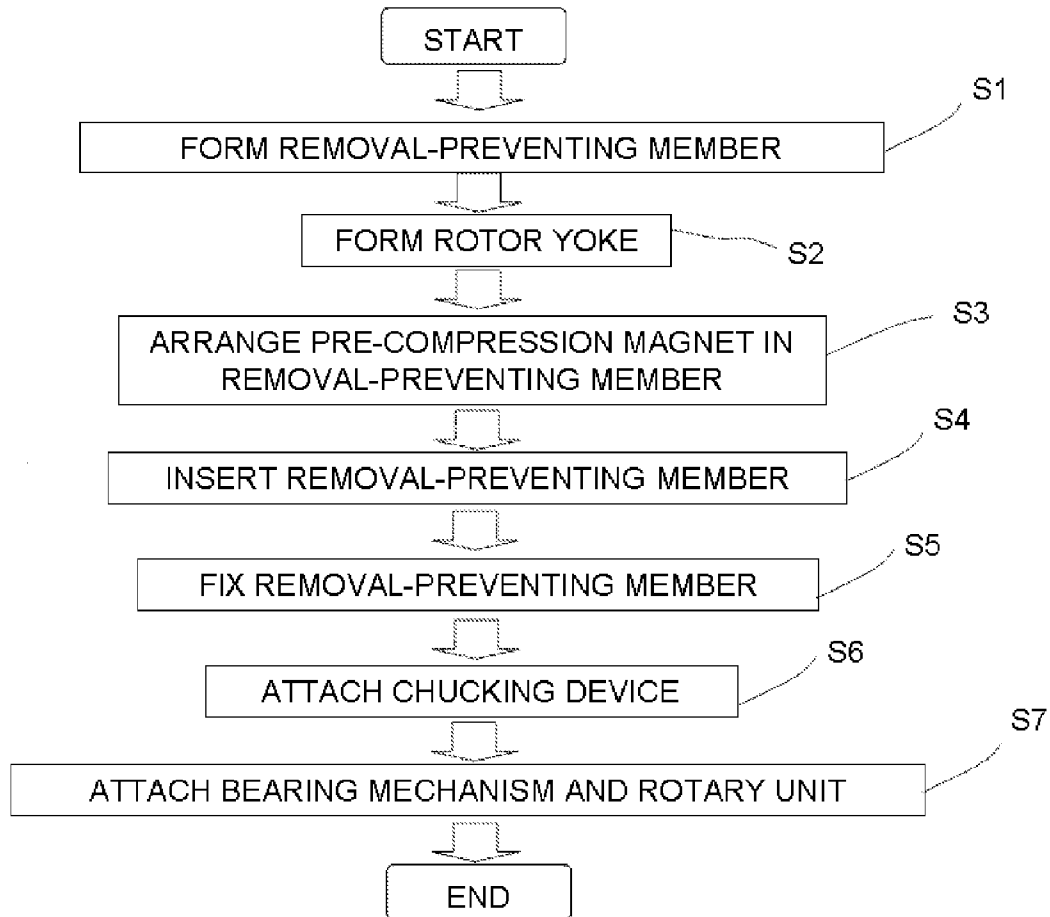 START
S1
FORM REMOVAL-PREVENTING MEMBER
FORM ROTOR YOKE
S2
S3
ARRANGE PRE-COMPRESSION MAGNET IN
REMOVAL-PREVENTING MEMBER
S4
INSERT REMOVAL-PREVENTING MEMBER
S5
FIX REMOVAL-PREVENTING MEMBER
S6
ATTACH CHUCKING DEVICE
S7
ATTACH BEARING MECHANISM AND ROTARY UNIT
END